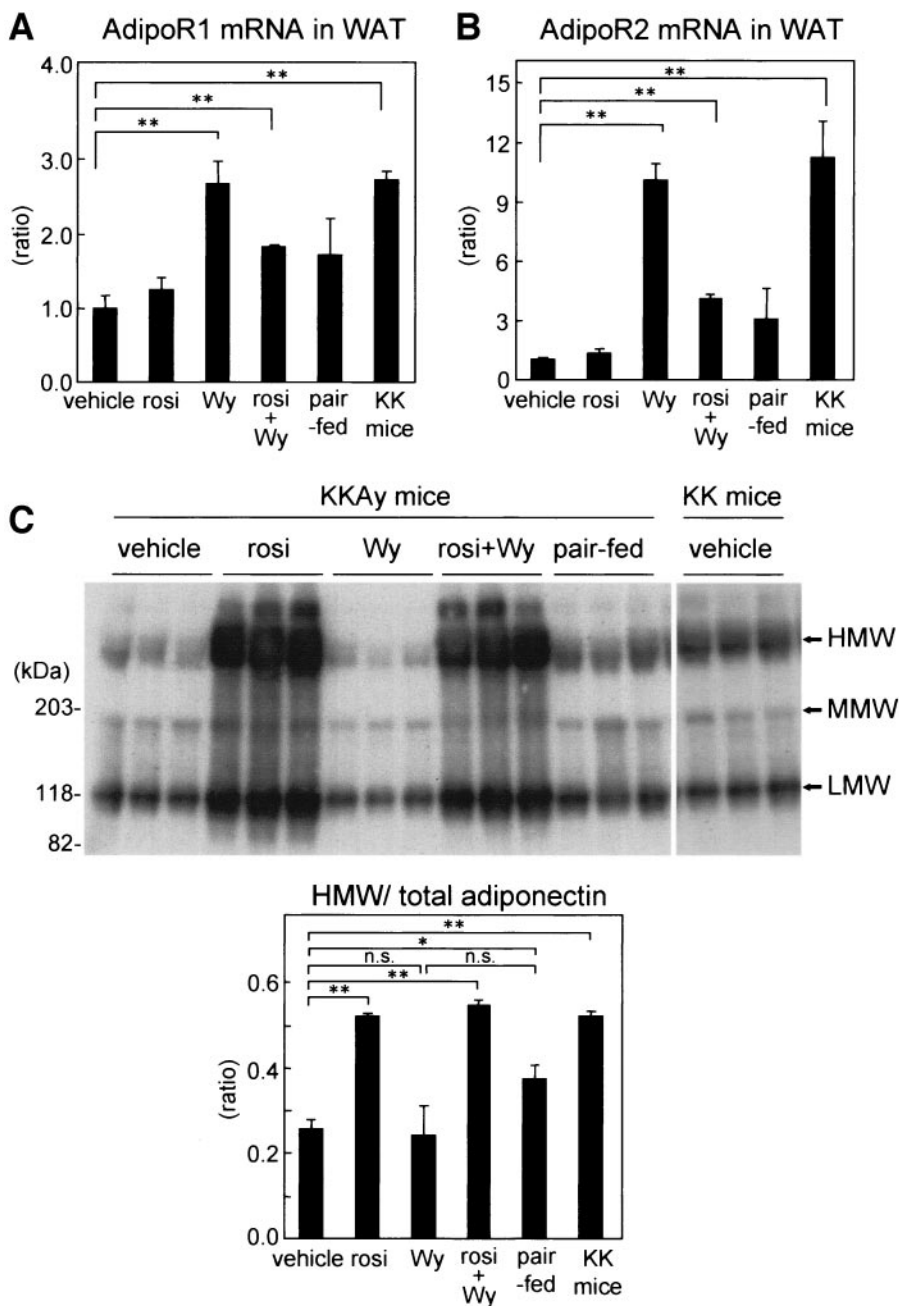 A AdipoR1 mRNA in WAT
4.0
3.0
2.0
1.0
0.0
(ratio)
**
**
**
vehicle rosi Wy rosi + Wy pair -fed KK mice
B AdipoR2 mRNA in WAT
15
12
9
6
3
0
(ratio)
**
**
**
vehicle rosi Wy rosi + Wy pair -fed KK mice
C
KKAy mice KK mice
vehicle rosi Wy rosi+Wy pair-fed vehicle
(kDa)
203-
118-
82-
HMW
MMW
LMW
HMW/ total adiponectin
**
*
n.s. n.s.
**
**
0.6
0.4
0.2
0.0
(ratio)
vehicle rosi Wy rosi + Wy pair -fed KK mice